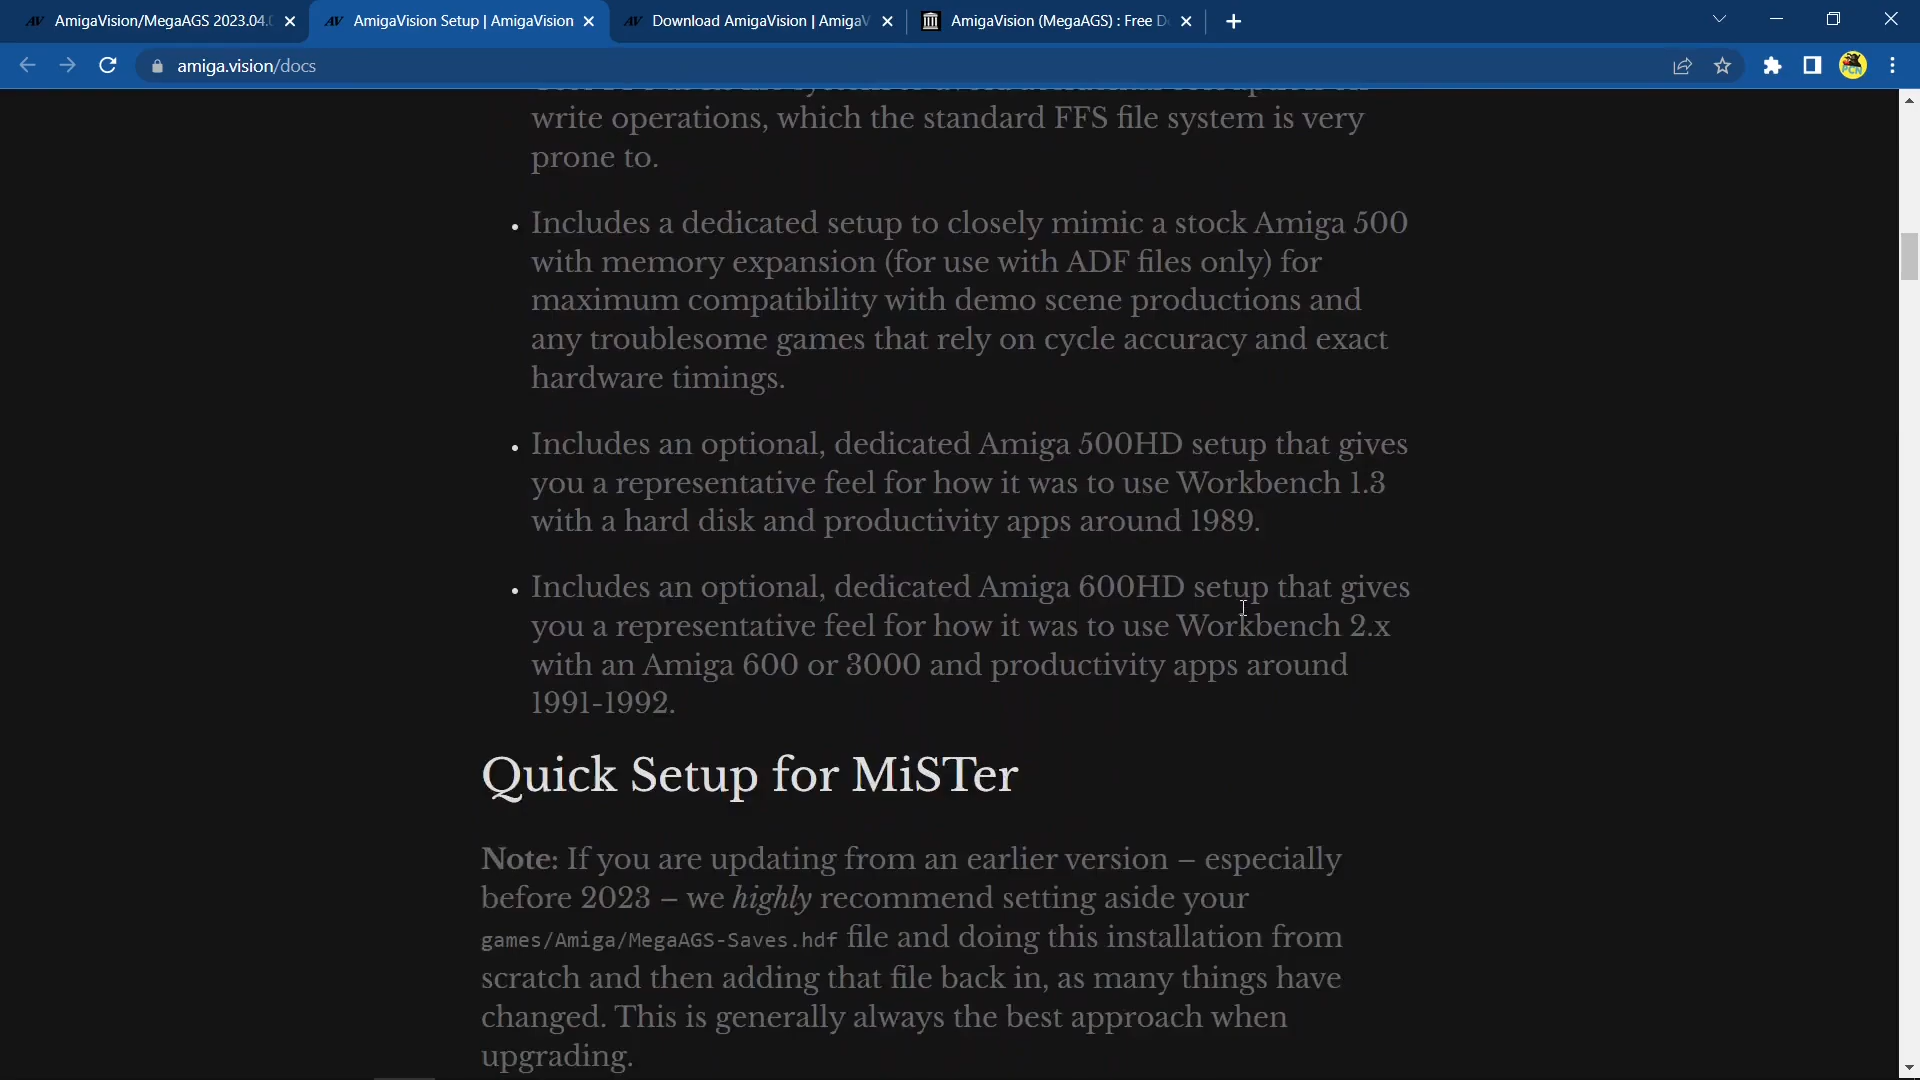 AmigaVision/MegaAGS 2023.04.
AmigaVision Setup | AmigaVision
Download AmigaVision | AmigaV
AmigaVision (MegaAGS) : Free D
amiga.vision/docs
write operations, which the standard FFS file system is very
prone to.
Includes a dedicated setup to closely mimic a stock Amiga 500
with memory expansion (for use with ADF files only) for
maximum compatibility with demo scene productions and
any troublesome games that rely on cycle accuracy and exact
hardware timings.
Includes an optional, dedicated Amiga 500HD setup that gives
you a representative feel for how it was to use Workbench 1.3
with a hard disk and productivity apps around 1989.
Includes an optional, dedicated Amiga 600HD setup that gives
you a representative feel for how it was to use Workbench 2.x
with an Amiga 600 or 3000 and productivity apps around
1991-1992.
Quick Setup for MiSTer
Note: If you are updating from an earlier version – especially
before 2023 – we highly recommend setting aside your
games/Amiga/MegaAGS-Saves.hdf file and doing this installation from
scratch and then adding that file back in, as many things have
changed. This is generally always the best approach when
upgrading.